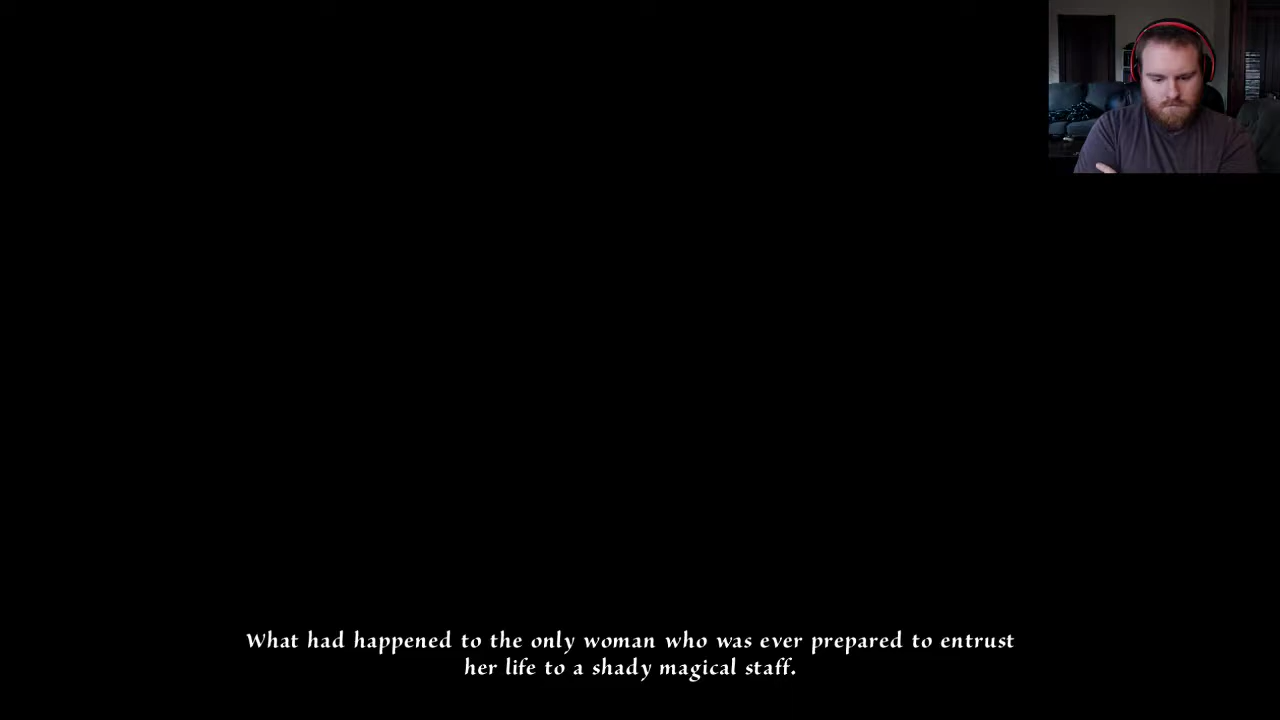 What had happened to the only woman who was ever prepared to entrust
her life to a shady magical staff.